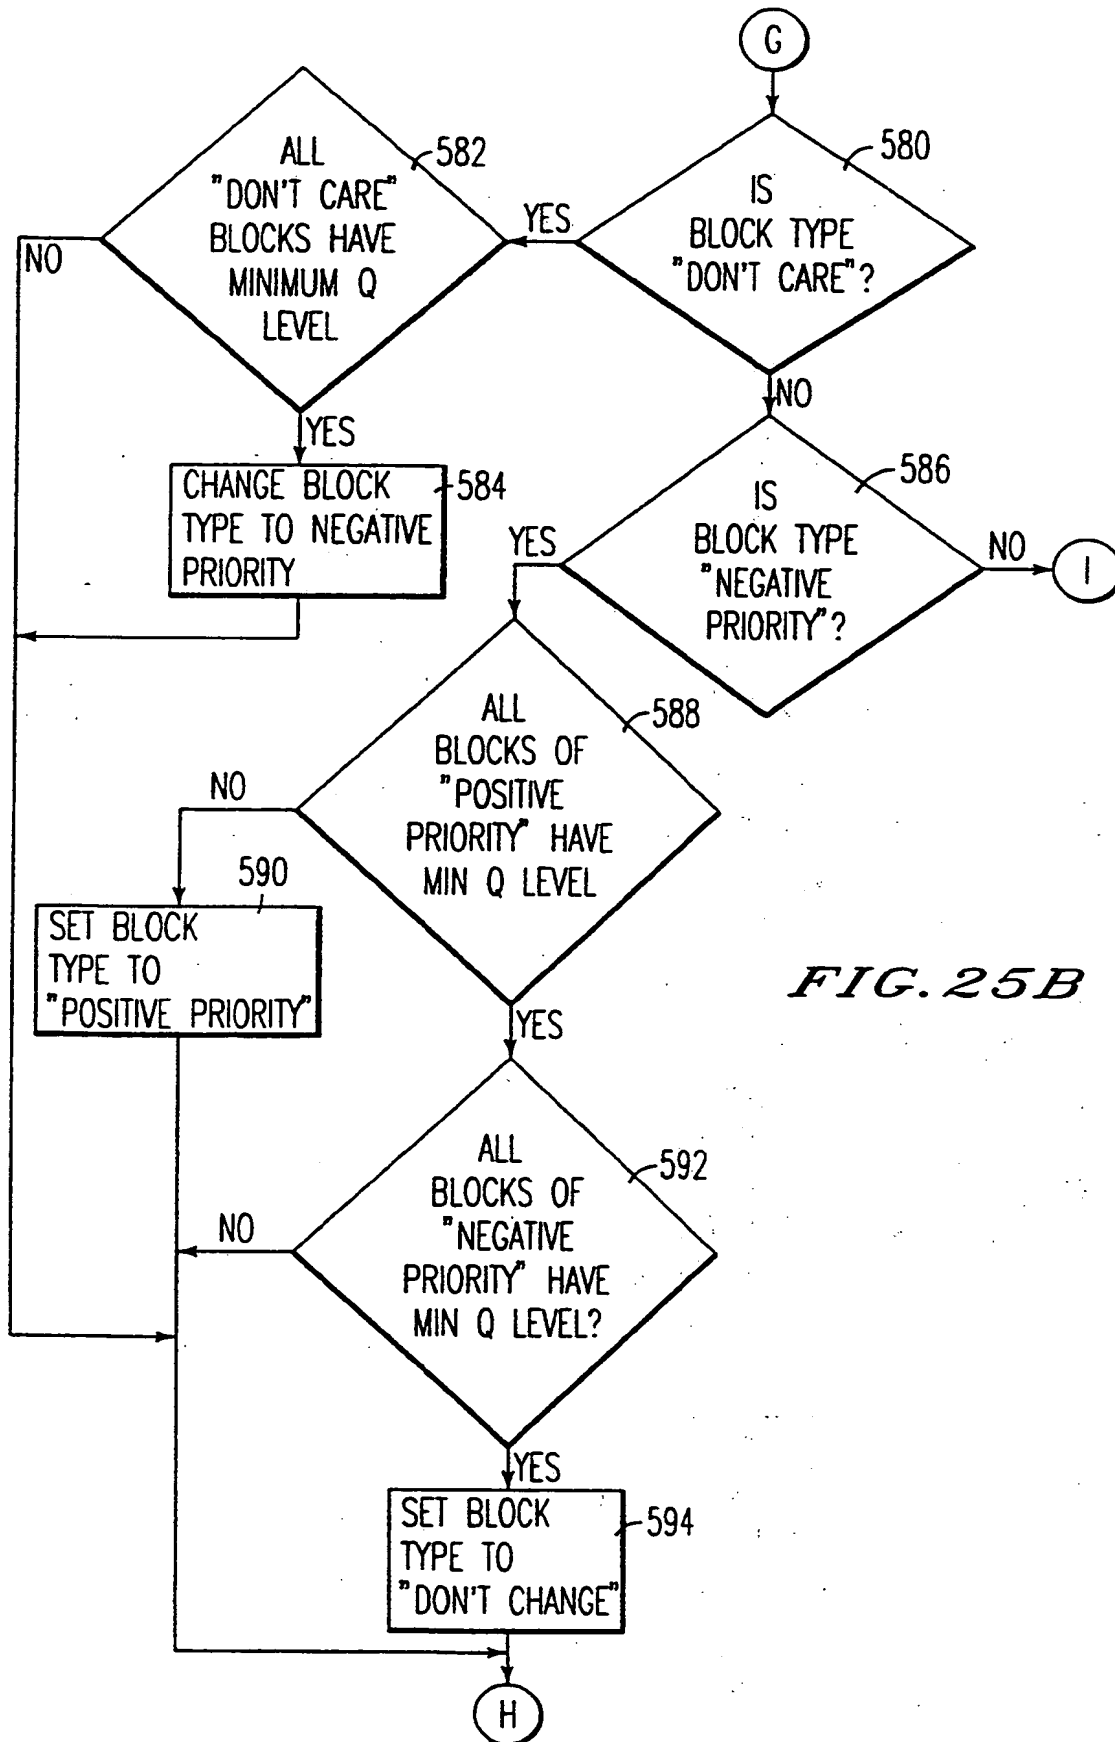 G
580
IS
BLOCK TYPE
"DON'T CARE"?
YES
NO
582
ALL
"DON'T CARE"
BLOCKS HAVE
MINIMUM Q
LEVEL
NO
YES
CHANGE BLOCK
TYPE TO NEGATIVE
PRIORITY
584
586
IS
BLOCK TYPE
"NEGATIVE
PRIORITY"?
YES
NO
I
588
ALL
BLOCKS OF
"POSITIVE
PRIORITY" HAVE
MIN Q LEVEL
NO
YES
590
SET BLOCK
TYPE TO
"POSITIVE PRIORITY"
FIG. 25B
592
ALL
BLOCKS OF
"NEGATIVE
PRIORITY" HAVE
MIN Q LEVEL?
NO
YES
SET BLOCK
TYPE TO
"DON'T CHANGE"
594
H